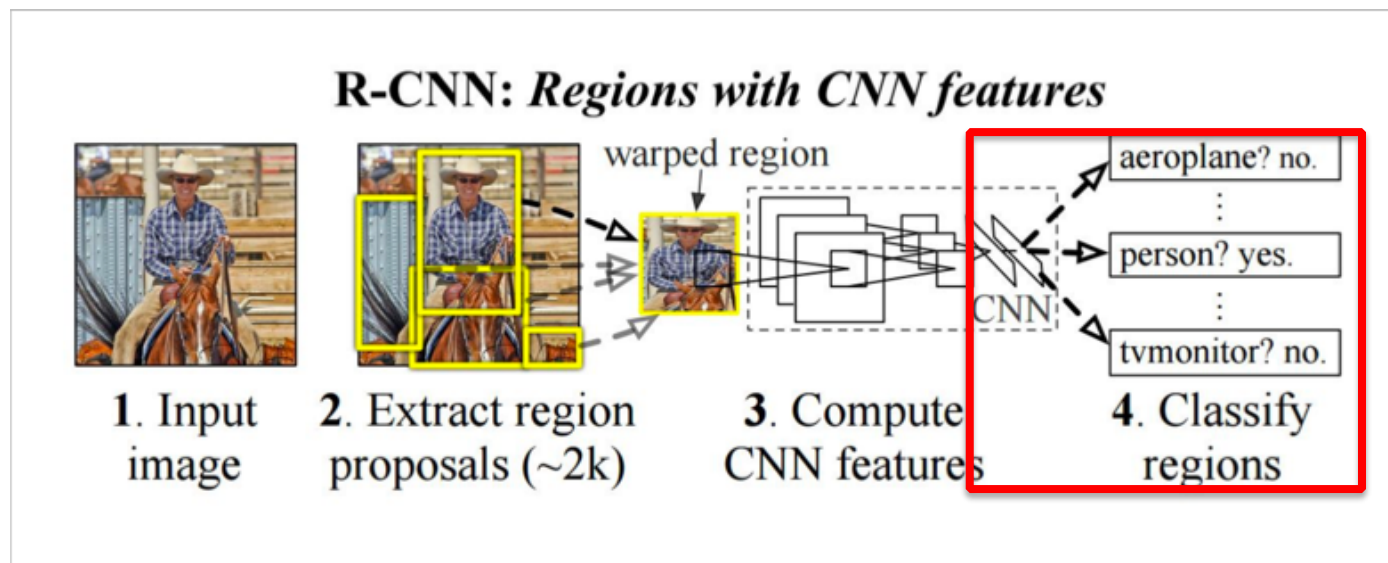 R-CNN: Regions with CNN features
warped region
aeroplane? no.
⋮
person? yes.
⋮
tvmonitor? no.
CNN
1. Input
image
2. Extract region
proposals (~2k)
3. Compute
CNN features
4. Classify
regions